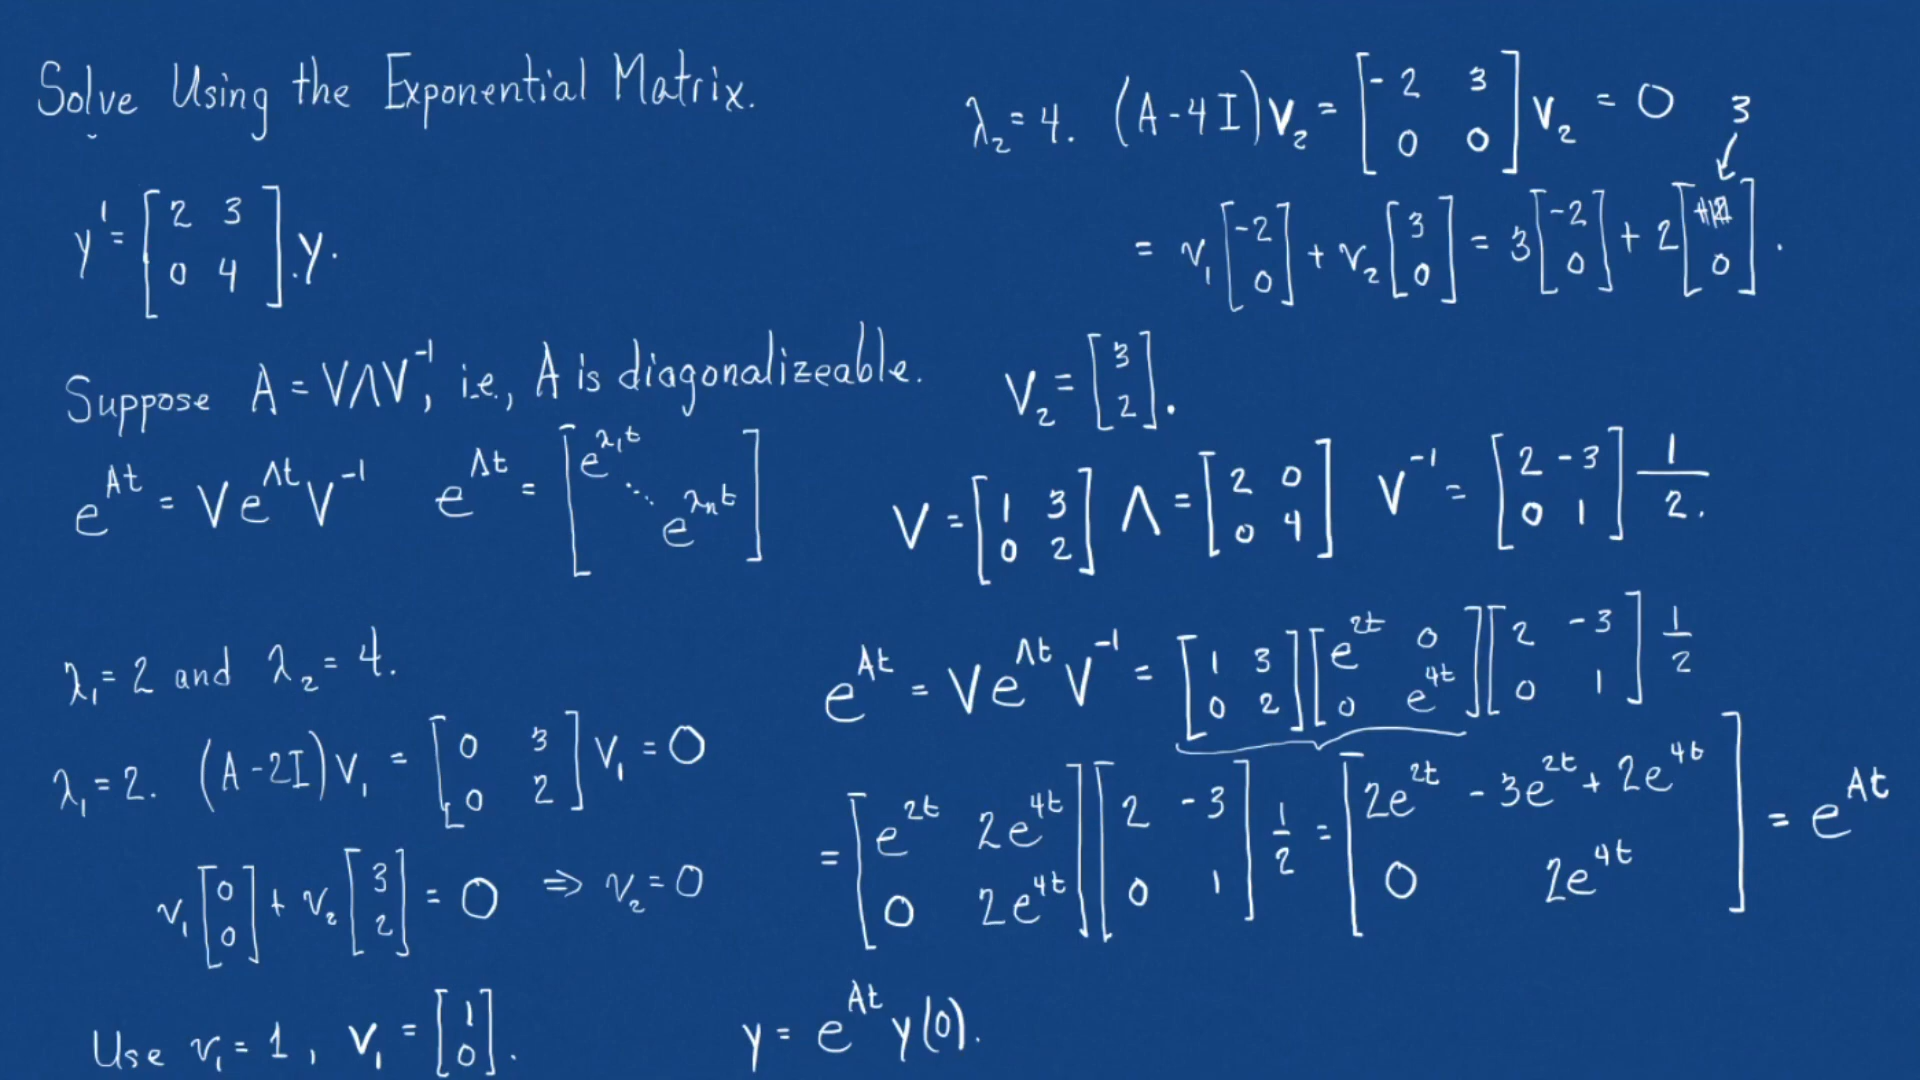 Solve Using the Exponential Matrix.
y' = [2 3; 0 4].y.
Suppose A = VΛV⁻¹, i.e., A is diagonalizeable.
e^{At} = V e^{Λt} V⁻¹ e^{Λt} = [e^{λ₁t} ⋱ e^{λₙt}]
λ₁ = 2 and λ₂ = 4.
λ₁ = 2. (A - 2I)v₁ = [0 3; 0 2] v₁ = 0
v₁[0; 0] + v₂[3; 2] = 0 ⇒ v₂ = 0
Use v₁ = 1, v₁ = [1; 0].
λ₂ = 4. (A - 4I)v₂ = [-2 3; 0 0] v₂ = 0
3
= v₁[-2; 0] + v₂[3; 0] = 3[-2; 0] + 2[; 0].
v₂ = [3; 2].
V = [1 3; 0 2] Λ = [2 0; 0 4] V⁻¹ = [2 -3; 0 1] 1/2.
e^{At} = V e^{Λt} V⁻¹ = [1 3; 0 2][e^{2t} 0; 0 e^{4t}][2 -3; 0 1] 1/2
= [e^{2t} 2e^{4t}; 0 2e^{4t}][2 -3; 0 1] 1/2 = [2e^{2t} -3e^{2t} + 2e^{4t}; 0 2e^{4t}] = e^{At}
y = e^{At} y(0).